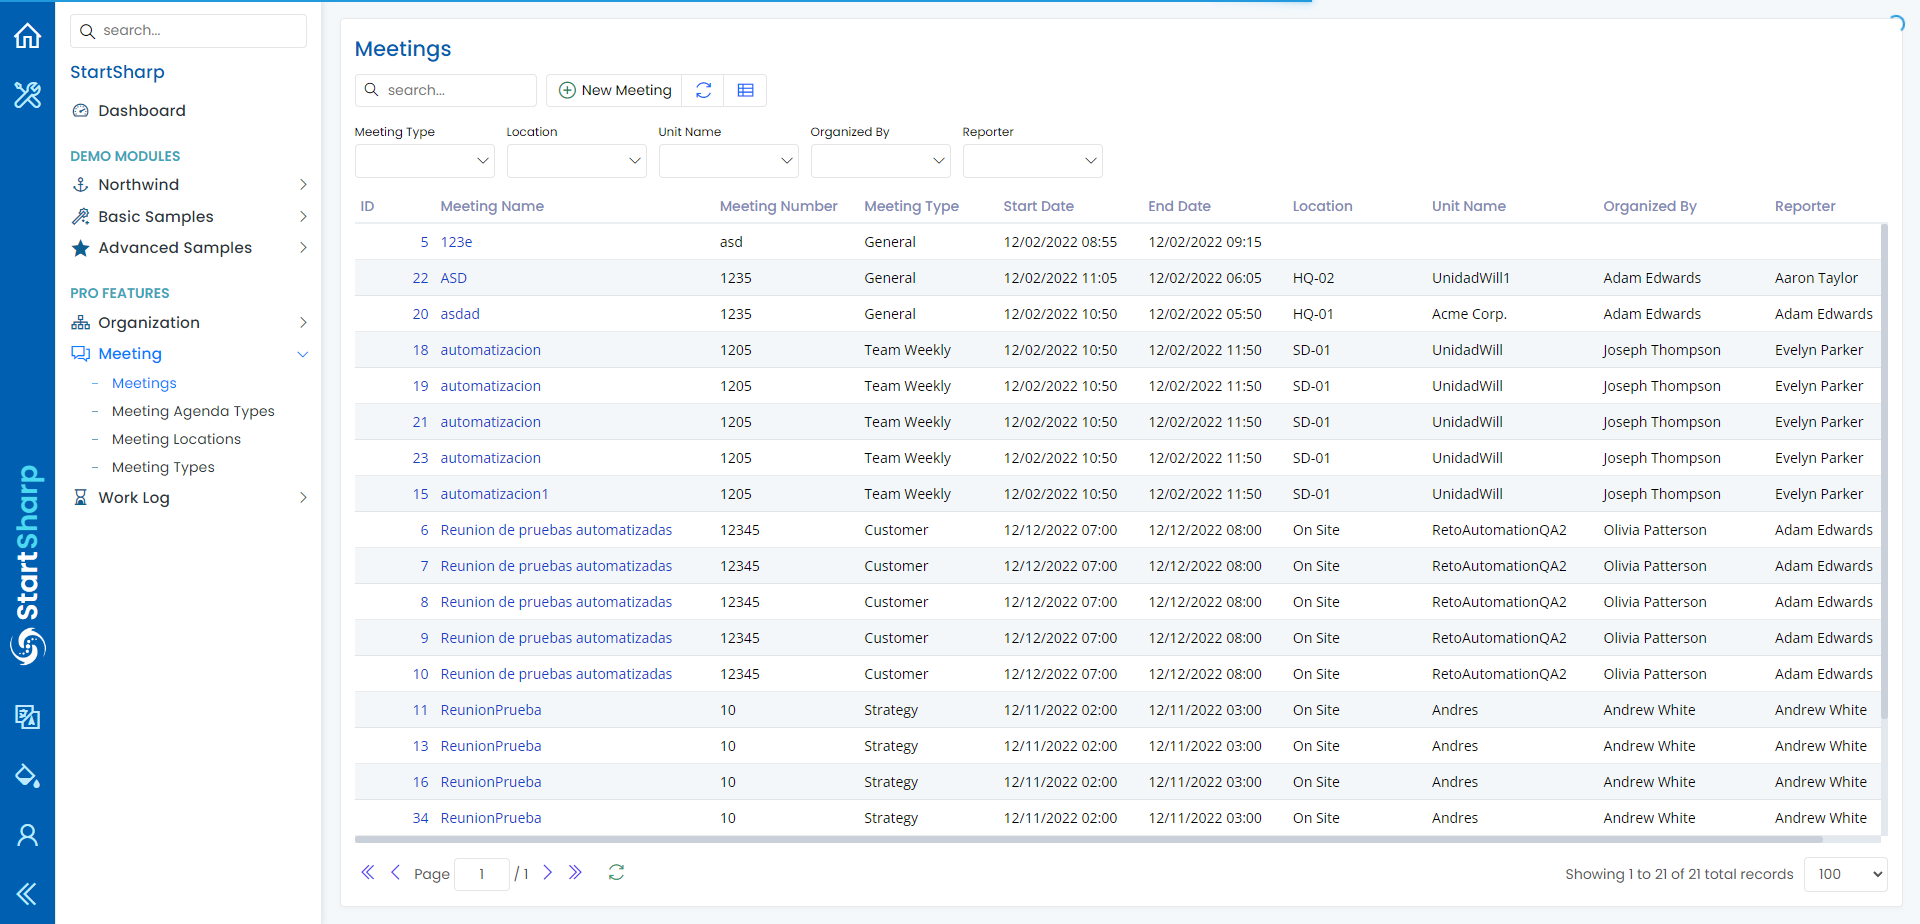 search...
StartSharp
Dashboard
DEMO MODULES
Northwind
Basic Samples
Advanced Samples
PRO FEATURES
Organization
Meeting
- Meetings
- Meeting Agenda Types
- Meeting Locations
- Meeting Types
Work Log
StartSharp
Meetings
search... New Meeting
Meeting Type Location Unit Name Organized By Reporter
ID Meeting Name Meeting Number Meeting Type Start Date End Date Location Unit Name Organized By Reporter
5 123e asd General 12/02/2022 08:55 12/02/2022 09:15
22 ASD 1235 General 12/02/2022 11:05 12/02/2022 06:05 HQ-02 UnidadWill1 Adam Edwards Aaron Taylor
20 asdad 1235 General 12/02/2022 10:50 12/02/2022 05:50 HQ-01 Acme Corp. Adam Edwards Adam Edwards
18 automatizacion 1205 Team Weekly 12/02/2022 10:50 12/02/2022 11:50 SD-01 UnidadWill Joseph Thompson Evelyn Parker
19 automatizacion 1205 Team Weekly 12/02/2022 10:50 12/02/2022 11:50 SD-01 UnidadWill Joseph Thompson Evelyn Parker
21 automatizacion 1205 Team Weekly 12/02/2022 10:50 12/02/2022 11:50 SD-01 UnidadWill Joseph Thompson Evelyn Parker
23 automatizacion 1205 Team Weekly 12/02/2022 10:50 12/02/2022 11:50 SD-01 UnidadWill Joseph Thompson Evelyn Parker
15 automatizacion1 1205 Team Weekly 12/02/2022 10:50 12/02/2022 11:50 SD-01 UnidadWill Joseph Thompson Evelyn Parker
6 Reunion de pruebas automatizadas 12345 Customer 12/12/2022 07:00 12/12/2022 08:00 On Site RetoAutomationQA2 Olivia Patterson Adam Edwards
7 Reunion de pruebas automatizadas 12345 Customer 12/12/2022 07:00 12/12/2022 08:00 On Site RetoAutomationQA2 Olivia Patterson Adam Edwards
8 Reunion de pruebas automatizadas 12345 Customer 12/12/2022 07:00 12/12/2022 08:00 On Site RetoAutomationQA2 Olivia Patterson Adam Edwards
9 Reunion de pruebas automatizadas 12345 Customer 12/12/2022 07:00 12/12/2022 08:00 On Site RetoAutomationQA2 Olivia Patterson Adam Edwards
10 Reunion de pruebas automatizadas 12345 Customer 12/12/2022 07:00 12/12/2022 08:00 On Site RetoAutomationQA2 Olivia Patterson Adam Edwards
11 ReunionPrueba 10 Strategy 12/11/2022 02:00 12/11/2022 03:00 On Site Andres Andrew White Andrew White
13 ReunionPrueba 10 Strategy 12/11/2022 02:00 12/11/2022 03:00 On Site Andres Andrew White Andrew White
16 ReunionPrueba 10 Strategy 12/11/2022 02:00 12/11/2022 03:00 On Site Andres Andrew White Andrew White
34 ReunionPrueba 10 Strategy 12/11/2022 02:00 12/11/2022 03:00 On Site Andres Andrew White Andrew White
Page 1 / 1 Showing 1 to 21 of 21 total records 100